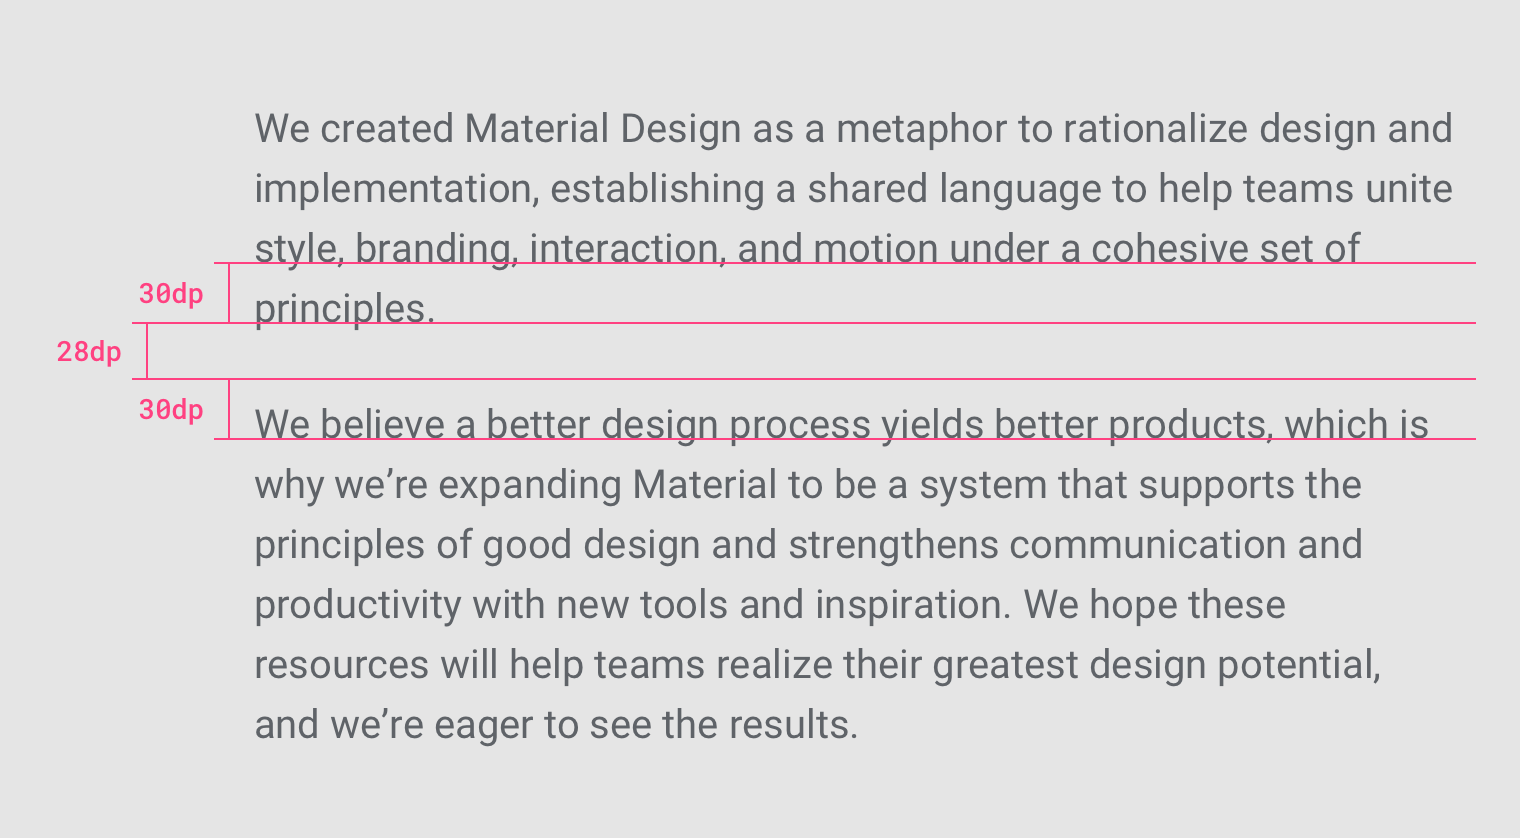 We created Material Design as a metaphor to rationalize design and
implementation, establishing a shared language to help teams unite
style, branding, interaction, and motion under a cohesive set of
30dp
principles.
28dp
30dp
We believe a better design process yields better products, which is
why we’re expanding Material to be a system that supports the
principles of good design and strengthens communication and
productivity with new tools and inspiration. We hope these
resources will help teams realize their greatest design potential,
and we’re eager to see the results.